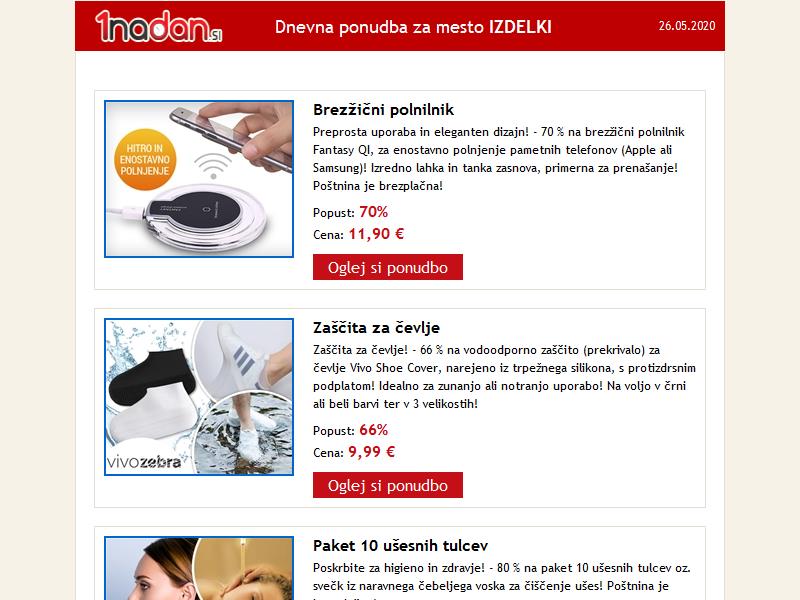 1nadan.si
Dnevna ponudba za mesto IZDELKI
26.05.2020
HITRO IN
ENOSTAVNO
POLNJENJE
Brezžični polnilnik
Preprosta uporaba in eleganten dizajn! - 70 % na brezžični polnilnik
Fantasy QI, za enostavno polnjenje pametnih telefonov (Apple ali
Samsung)! Izredno lahka in tanka zasnova, primerna za prenašanje!
Poštnina je brezplačna!
Popust: 70%
Cena: 11,90 €
Oglej si ponudbo
vivozebra
Zaščita za čevlje
Zaščita za čevlje! - 66 % na vodoodporno zaščito (prekrivalo) za
čevlje Vivo Shoe Cover, narejeno iz trpežnega silikona, s protizdrsnim
podplatom! Idealno za zunanjo ali notranjo uporabo! Na voljo v črni
ali beli barvi ter v 3 velikostih!
Popust: 66%
Cena: 9,99 €
Oglej si ponudbo
Paket 10 ušesnih tulcev
Poskrbite za higieno in zdravje! - 80 % na paket 10 ušesnih tulcev oz.
svečk iz naravnega čebeljega voska za čiščenje ušes! Poštnina je